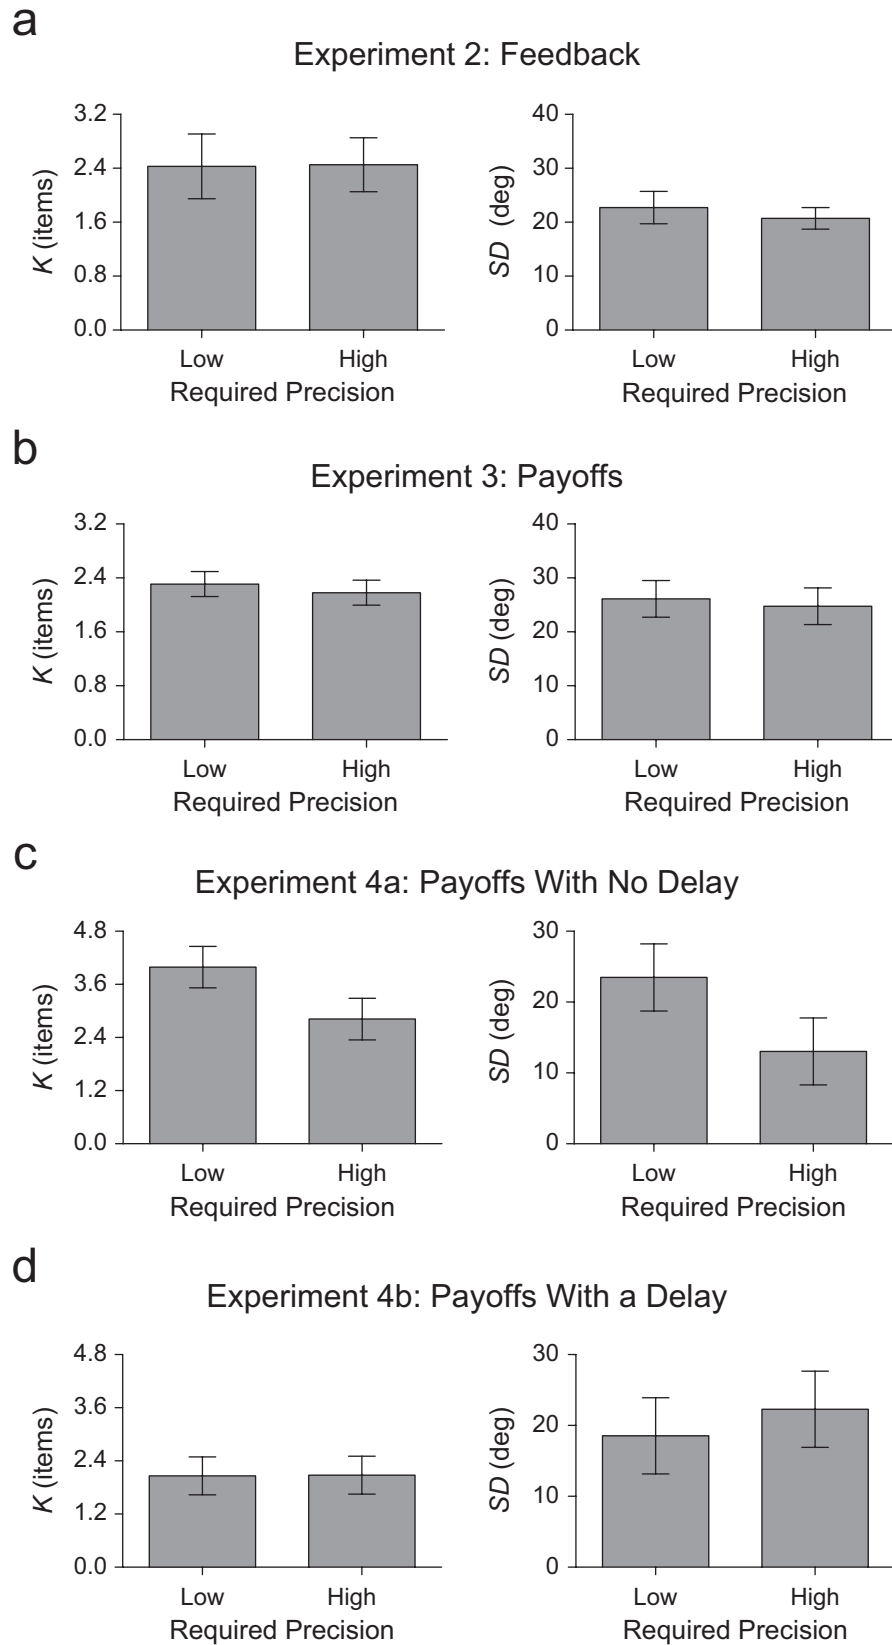 a
Experiment 2: Feedback
3.2
2.4
1.6
0.8
0.0
K (items)
Low
High
Required Precision
40
30
20
10
0
SD (deg)
Low
High
Required Precision
b
Experiment 3: Payoffs
3.2
2.4
1.6
0.8
0.0
K (items)
Low
High
Required Precision
40
30
20
10
0
SD (deg)
Low
High
Required Precision
c
Experiment 4a: Payoffs With No Delay
4.8
3.6
2.4
1.2
0.0
K (items)
Low
High
Required Precision
30
20
10
0
SD (deg)
Low
High
Required Precision
d
Experiment 4b: Payoffs With a Delay
4.8
3.6
2.4
1.2
0.0
K (items)
Low
High
Required Precision
30
20
10
0
SD (deg)
Low
High
Required Precision